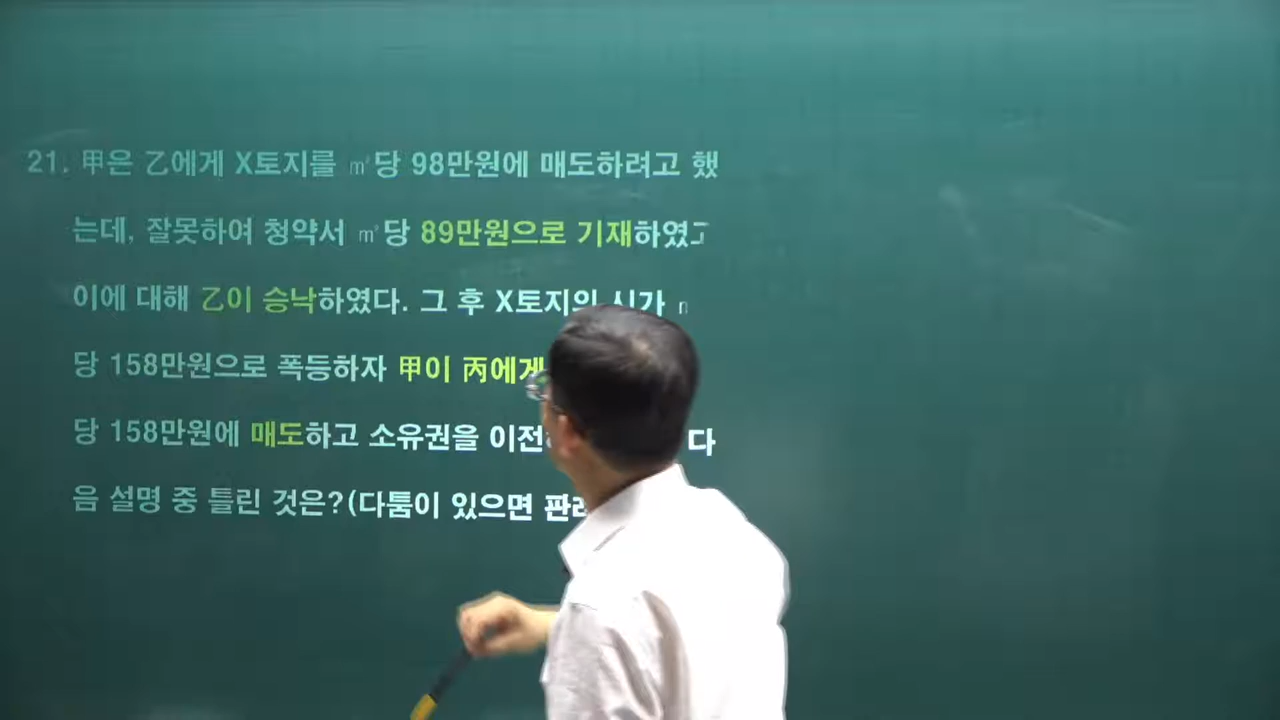 21. 甲은 乙에게 X토지를 ㎡당 98만원에 매도하려고 했
는데, 잘못하여 청약서 ㎡당 89만원으로 기재하였고
이에 대해 乙이 승낙하였다. 그 후 X토지의 시가
당 158만원으로 폭등하자 甲이 丙에게
당 158만원에 매도하고 소유권을 이전 다
음 설명 중 틀린 것은?(다툼이 있으면